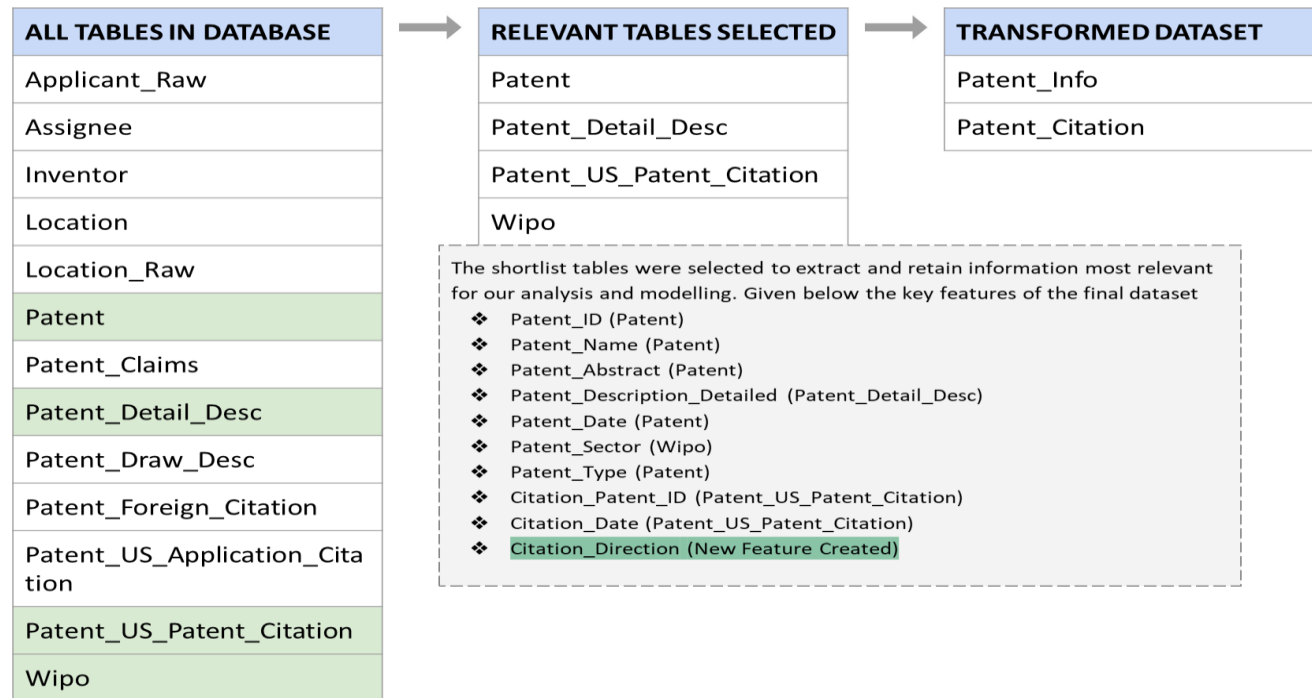 ALL TABLES IN DATABASE
Applicant_Raw
Assignee
Inventor
Location
Location_Raw
Patent
Patent_Claims
Patent_Detail_Desc
Patent_Draw_Desc
Patent_Foreign_Citation
Patent_US_Application_Cita
tion
Patent_US_Patent_Citation
Wipo
RELEVANT TABLES SELECTED
Patent
Patent_Detail_Desc
Patent_US_Patent_Citation
Wipo
TRANSFORMED DATASET
Patent_Info
Patent_Citation
The shortlist tables were selected to extract and retain information most relevant
for our analysis and modelling. Given below the key features of the final dataset
❖ Patent_ID (Patent)
❖ Patent_Name (Patent)
❖ Patent_Abstract (Patent)
❖ Patent_Description_Detailed (Patent_Detail_Desc)
❖ Patent_Date (Patent)
❖ Patent_Sector (Wipo)
❖ Patent_Type (Patent)
❖ Citation_Patent_ID (Patent_US_Patent_Citation)
❖ Citation_Date (Patent_US_Patent_Citation)
❖ Citation_Direction (New Feature Created)